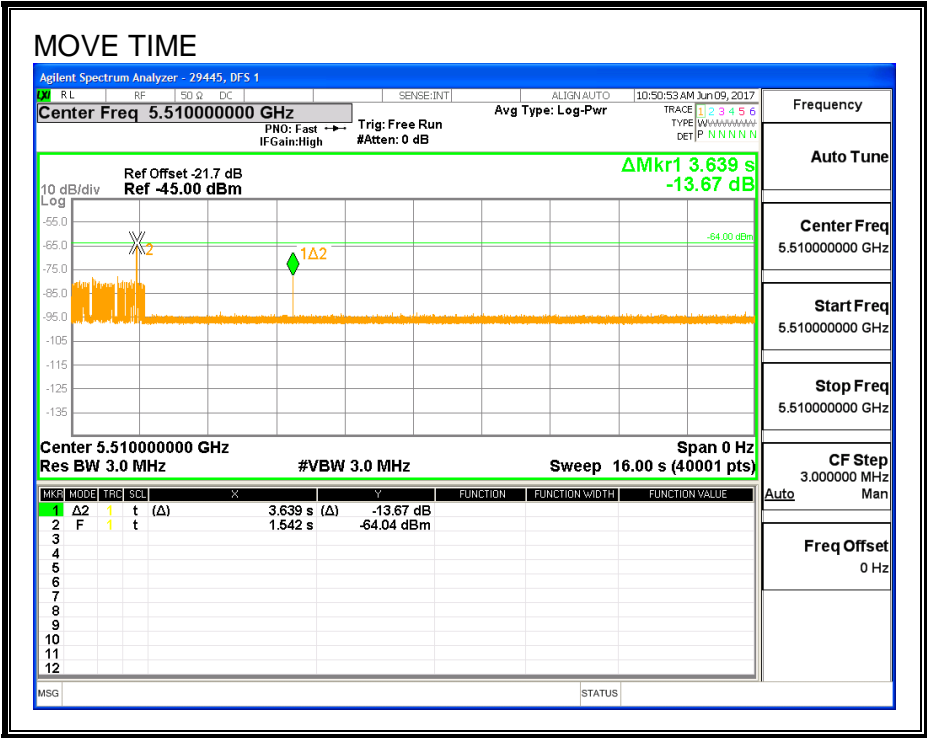 MOVE TIME
Agilent Spectrum Analyzer - 29445, DFS 1
LXI RL RF 50 Ω DC SENSE:INT ALIGNAUTO 10:50:53 AM Jun 09, 2017
Center Freq 5.510000000 GHz
PNO: Fast
IFGain:High
Trig: Free Run
#Atten: 0 dB
Avg Type: Log-Pwr
TRACE 1 2 3 4 5 6
TYPE WWWWWW
DET P N N N N N
ΔMkr1 3.639 s
-13.67 dB
Ref Offset -21.7 dB
10 dB/div Ref -45.00 dBm
Log
-55.0
-65.0
-75.0
-85.0
-95.0
-105
-115
-125
-135
2
1Δ2
-64.00 dBm
Center 5.510000000 GHz Span 0 Hz
Res BW 3.0 MHz #VBW 3.0 MHz Sweep 16.00 s (40001 pts)
MKR MODE TRC SCL X Y FUNCTION FUNCTION WIDTH FUNCTION VALUE
1 Δ2 1 t (Δ) 3.639 s (Δ) -13.67 dB
2 F 1 t 1.542 s -64.04 dBm
3
4
5
6
7
8
9
10
11
12
MSG STATUS
Frequency
Auto Tune
Center Freq
5.510000000 GHz
Start Freq
5.510000000 GHz
Stop Freq
5.510000000 GHz
CF Step
3.000000 MHz
Auto Man
Freq Offset
0 Hz